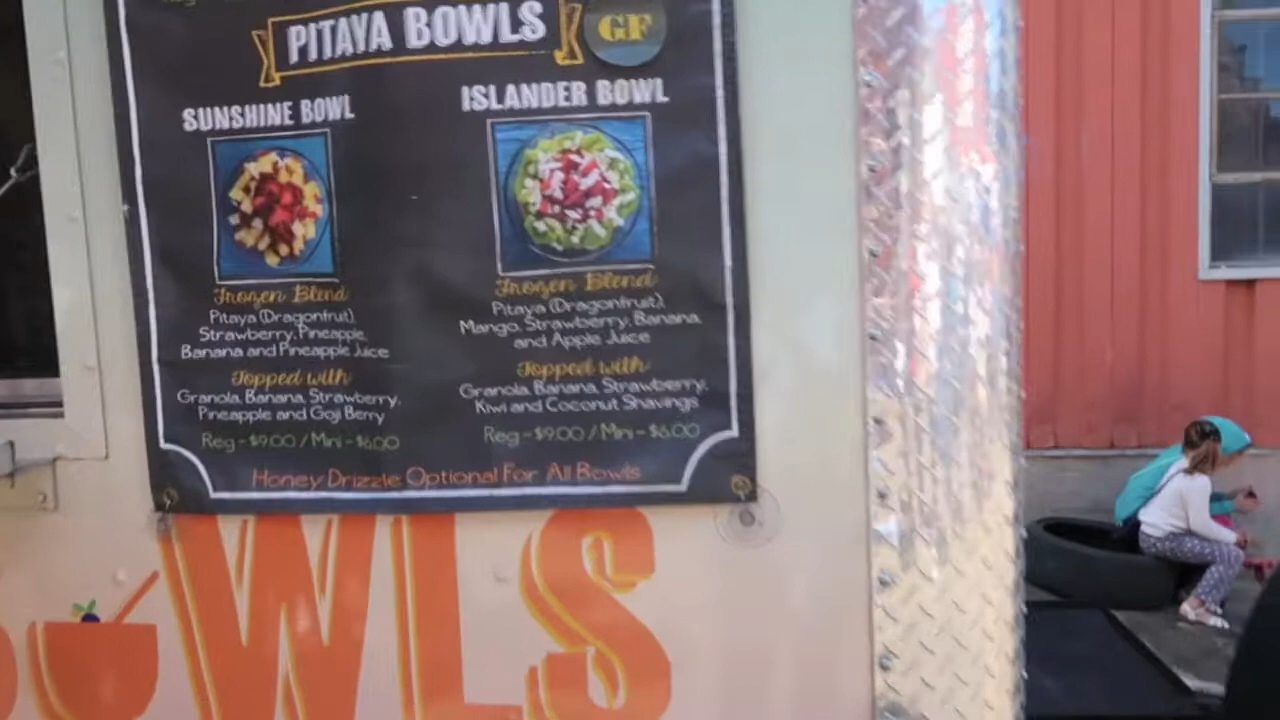 PITAYA BOWLS
GF
SUNSHINE BOWL
Frozen Blend
Pitaya (Dragonfruit),
Strawberry, Pineapple,
Banana and Pineapple Juice
Topped with
Granola, Banana, Strawberry,
Pineapple and Goji Berry
Reg - $9.00 / Mini - $6.00
ISLANDER BOWL
Frozen Blend
Pitaya (Dragonfruit),
Mango, Strawberry, Banana,
and Apple Juice
Topped with
Granola, Banana, Strawberry,
Kiwi and Coconut Shavings
Reg - $9.00 / Mini - $6.00
Honey Drizzle Optional For All Bowls
WLS